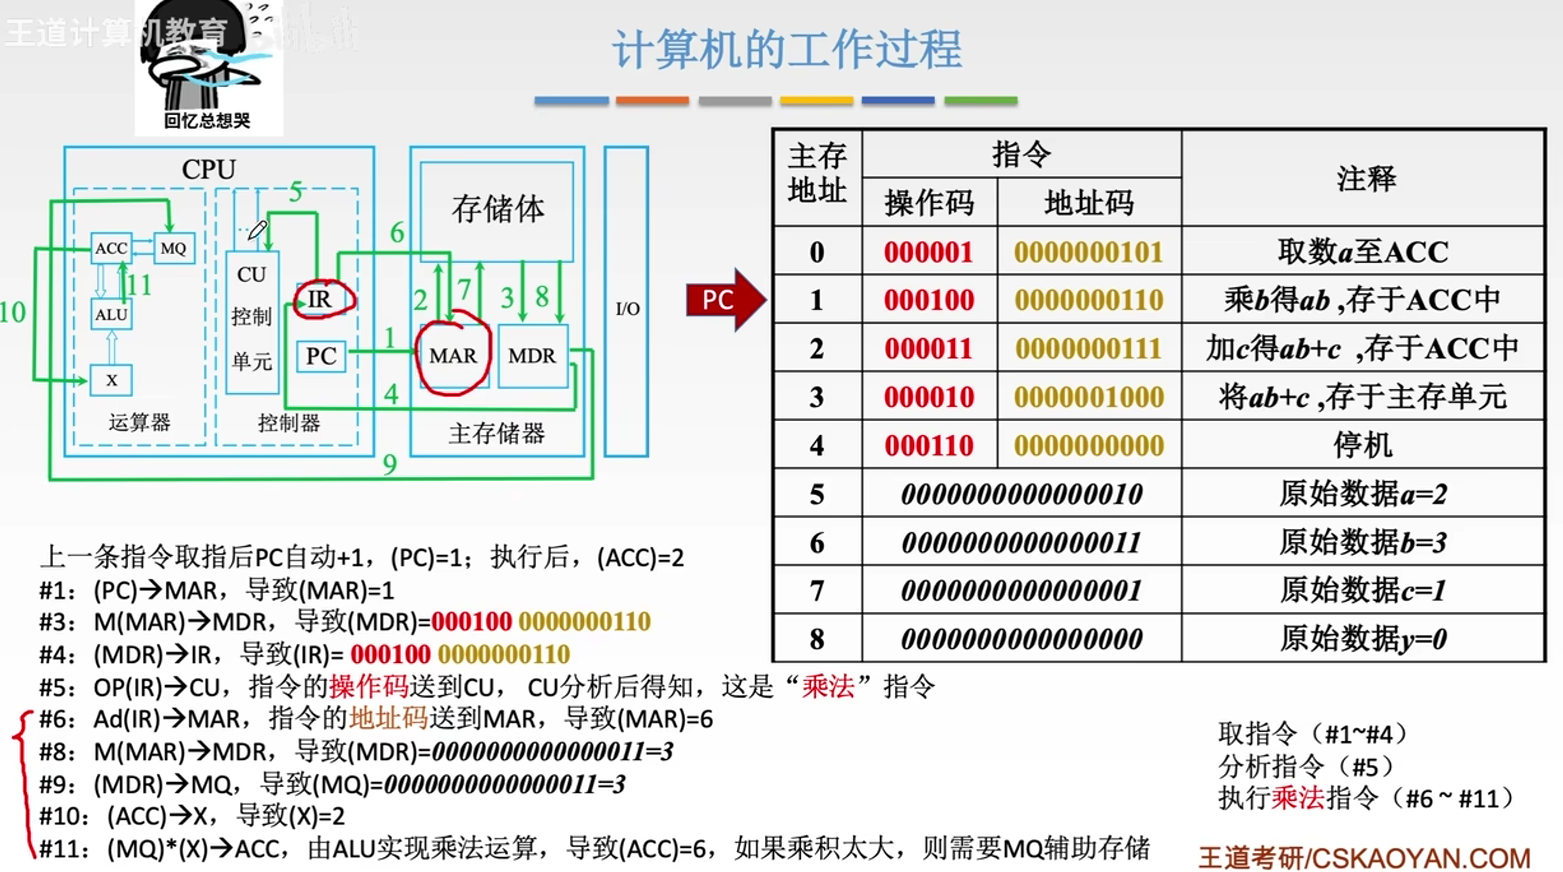 王道计算机教育
回忆总想哭
计算机的工作过程
CPU
ACC
MQ
ALU
X
运算器
CU
控制
单元
IR
PC
控制器
存储体
MAR
MDR
主存储器
I/O
1
2
3
4
5
6
7
8
9
10
11
PC
主存地址 指令 注释
操作码 地址码
0 000001 0000000101 取数a至ACC
1 000100 0000000110 乘b得ab ,存于ACC中
2 000011 0000000111 加c得ab+c ,存于ACC中
3 000010 0000001000 将ab+c ,存于主存单元
4 000110 0000000000 停机
5 0000000000000010 原始数据a=2
6 0000000000000011 原始数据b=3
7 0000000000000001 原始数据c=1
8 0000000000000000 原始数据y=0
上一条指令取指后PC自动+1，(PC)=1；执行后，(ACC)=2
#1：(PC)→MAR，导致(MAR)=1
#3：M(MAR)→MDR，导致(MDR)=000100 0000000110
#4：(MDR)→IR，导致(IR)= 000100 0000000110
#5：OP(IR)→CU，指令的操作码送到CU， CU分析后得知，这是“乘法”指令
#6：Ad(IR)→MAR，指令的地址码送到MAR，导致(MAR)=6
#8：M(MAR)→MDR，导致(MDR)=0000000000000011=3
#9：(MDR)→MQ，导致(MQ)=0000000000000011=3
#10：(ACC)→X，导致(X)=2
#11：(MQ)*(X)→ACC，由ALU实现乘法运算，导致(ACC)=6，如果乘积太大，则需要MQ辅助存储
取指令（#1~#4）
分析指令（#5）
执行乘法指令（#6 ~ #11）
王道考研/CSKAOYAN.COM